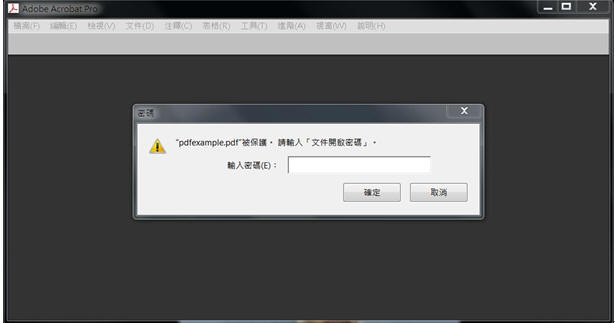 Adobe Acrobat Pro
檔案(F) 編輯(E) 檢視(V) 文件(D) 注釋(C) 表格(R) 工具(T) 進階(A) 視窗(W) 說明(H)
密碼
"pdfexample.pdf"被保護。 請輸入「文件開啟密碼」。
輸入密碼(E)：
確定 取消